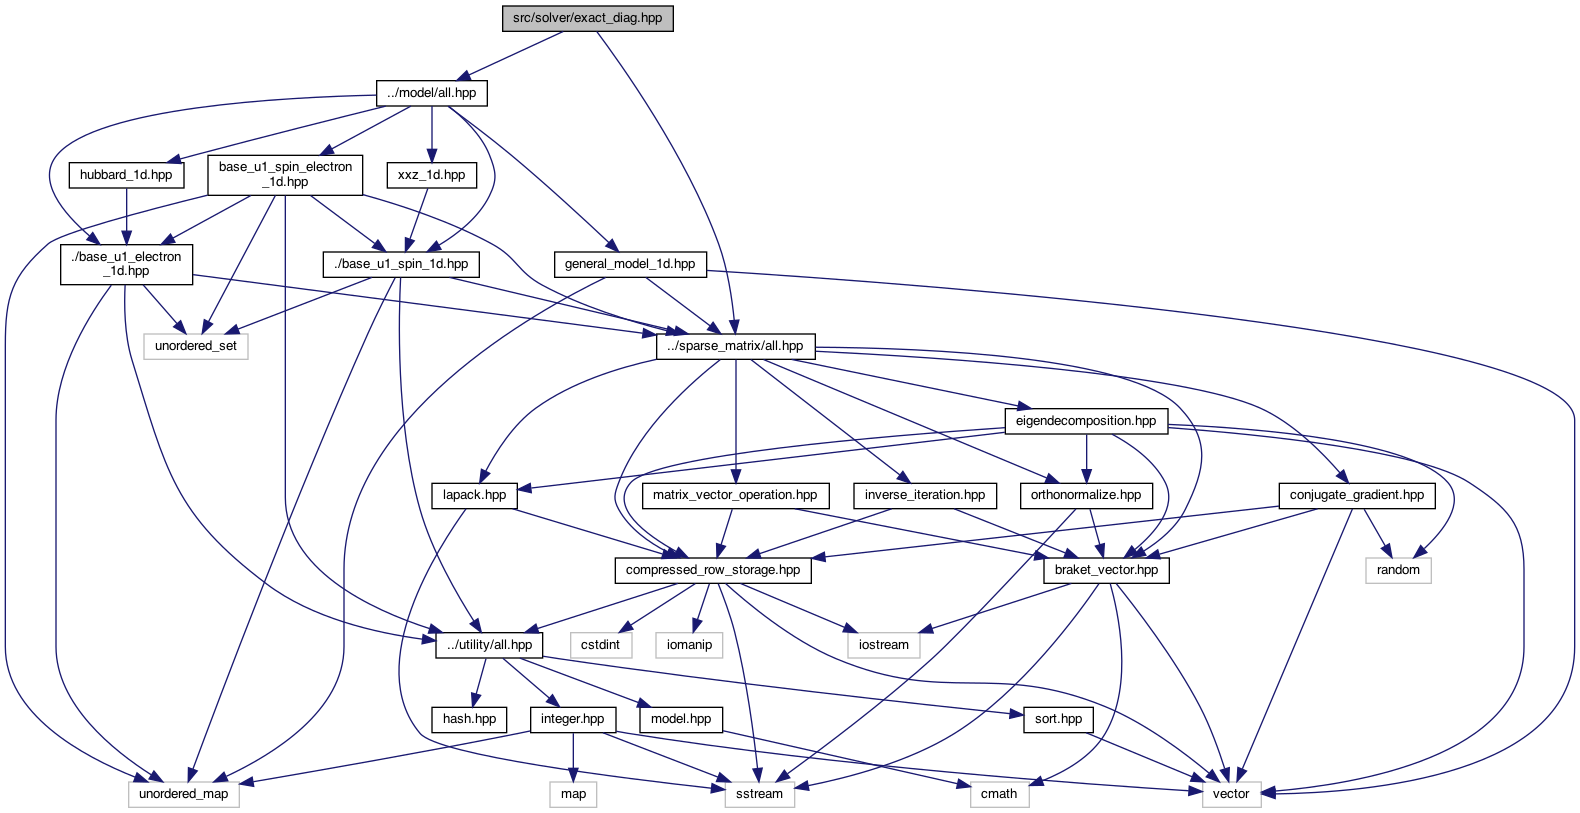 src/solver/exact_diag.hpp
../model/all.hpp
hubbard_1d.hpp
base_u1_spin_electron
_1d.hpp
xxz_1d.hpp
./base_u1_electron
_1d.hpp
./base_u1_spin_1d.hpp
general_model_1d.hpp
unordered_set
../sparse_matrix/all.hpp
eigendecomposition.hpp
lapack.hpp
matrix_vector_operation.hpp
inverse_iteration.hpp
orthonormalize.hpp
conjugate_gradient.hpp
compressed_row_storage.hpp
braket_vector.hpp
random
../utility/all.hpp
cstdint
iomanip
iostream
hash.hpp
integer.hpp
model.hpp
sort.hpp
unordered_map
map
sstream
cmath
vector